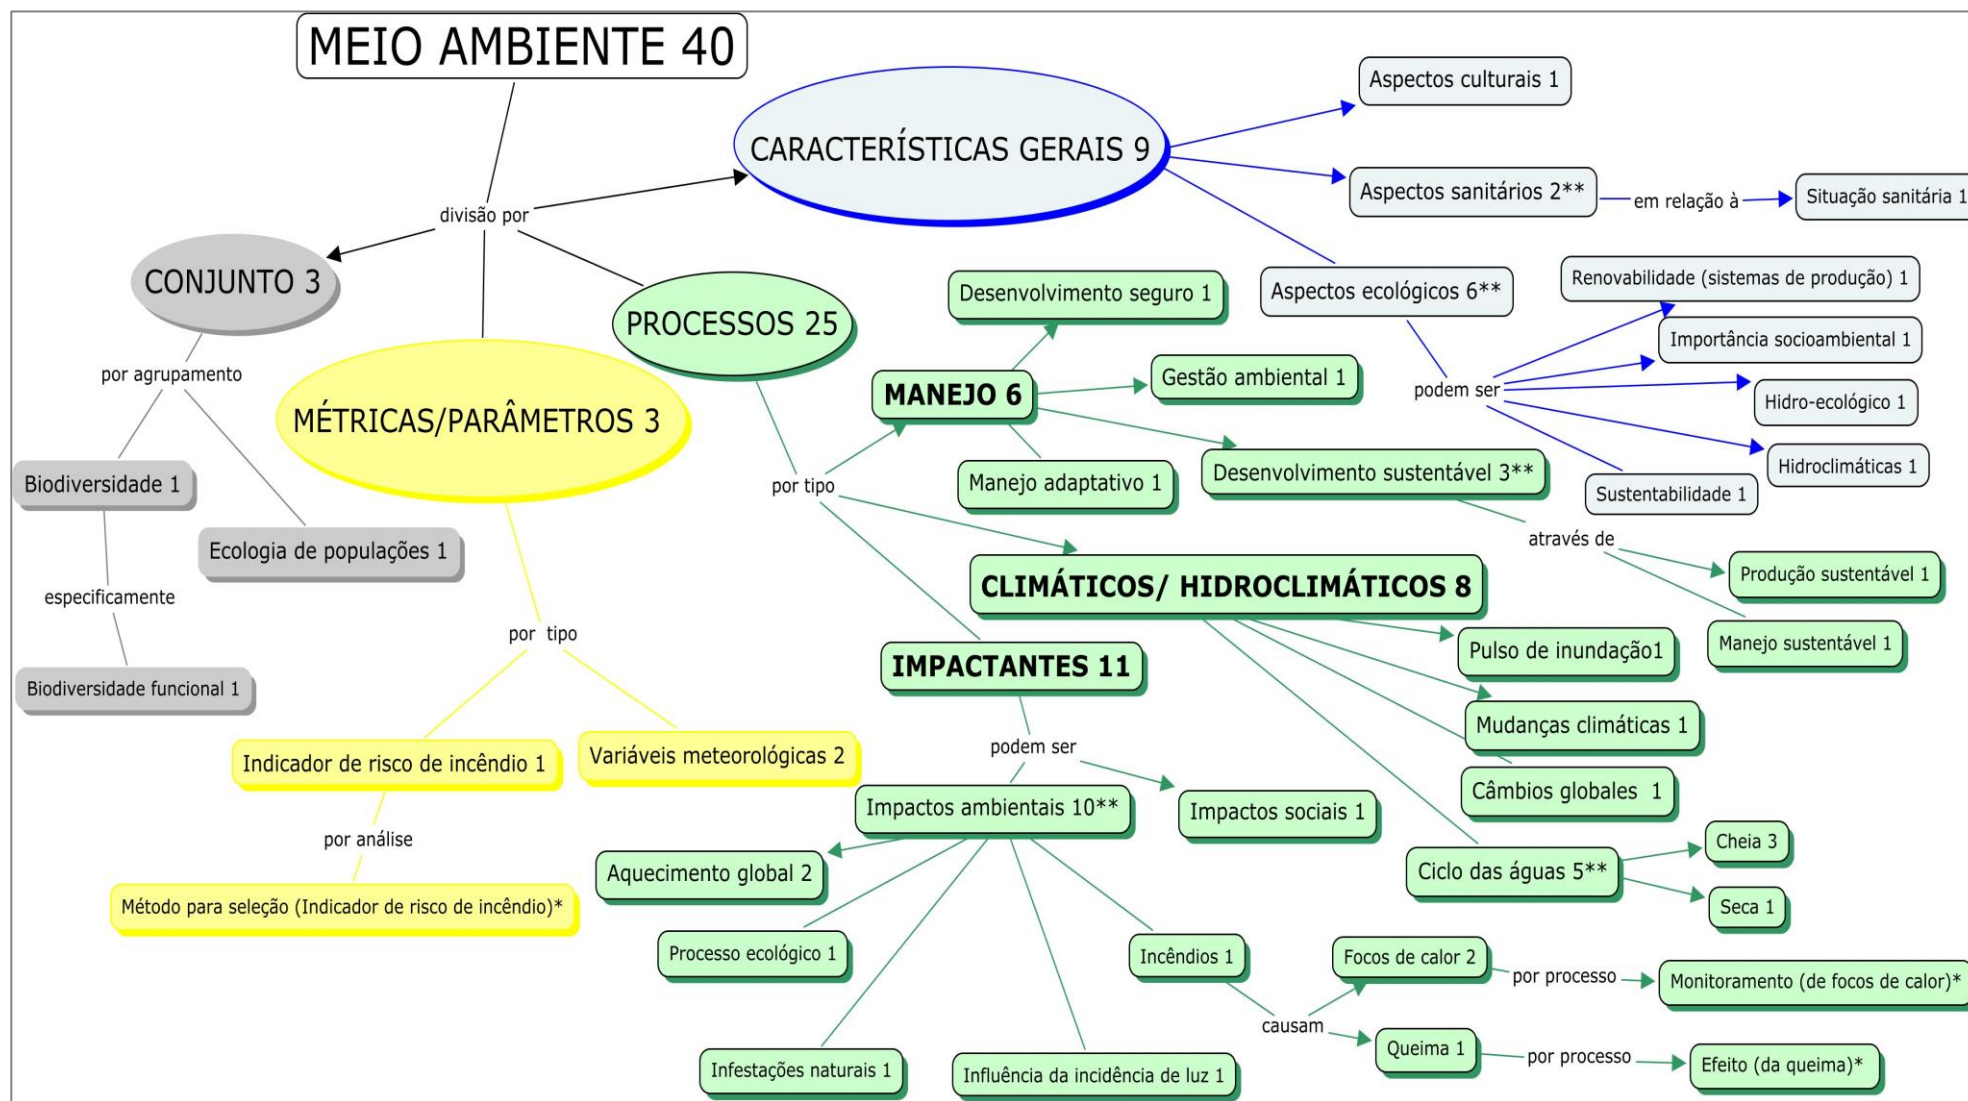 MEIO AMBIENTE 40
divisão por
CARACTERÍSTICAS GERAIS 9
Aspectos culturais 1
Aspectos sanitários 2**
em relação à
Situação sanitária 1
Aspectos ecológicos 6**
podem ser
Renovabilidade (sistemas de produção) 1
Importância socioambiental 1
Hidro-ecológico 1
Hidroclimáticas 1
Sustentabilidade 1
CONJUNTO 3
por agrupamento
Biodiversidade 1
Ecologia de populações 1
especificamente
Biodiversidade funcional 1
MÉTRICAS/PARÂMETROS 3
por tipo
Indicador de risco de incêndio 1
Variáveis meteorológicas 2
por análise
Método para seleção (Indicador de risco de incêndio)*
PROCESSOS 25
por tipo
MANEJO 6
Desenvolvimento seguro 1
Gestão ambiental 1
Desenvolvimento sustentável 3**
Manejo adaptativo 1
através de
Produção sustentável 1
Manejo sustentável 1
CLIMÁTICOS/ HIDROCLIMÁTICOS 8
Pulso de inundação1
Mudanças climáticas 1
Câmbios globales 1
Ciclo das águas 5**
Cheia 3
Seca 1
IMPACTANTES 11
podem ser
Impactos ambientais 10**
Impactos sociais 1
Aquecimento global 2
Processo ecológico 1
Infestações naturais 1
Influência da incidência de luz 1
Incêndios 1
causam
Focos de calor 2
por processo
Monitoramento (de focos de calor)*
Queima 1
por processo
Efeito (da queima)*